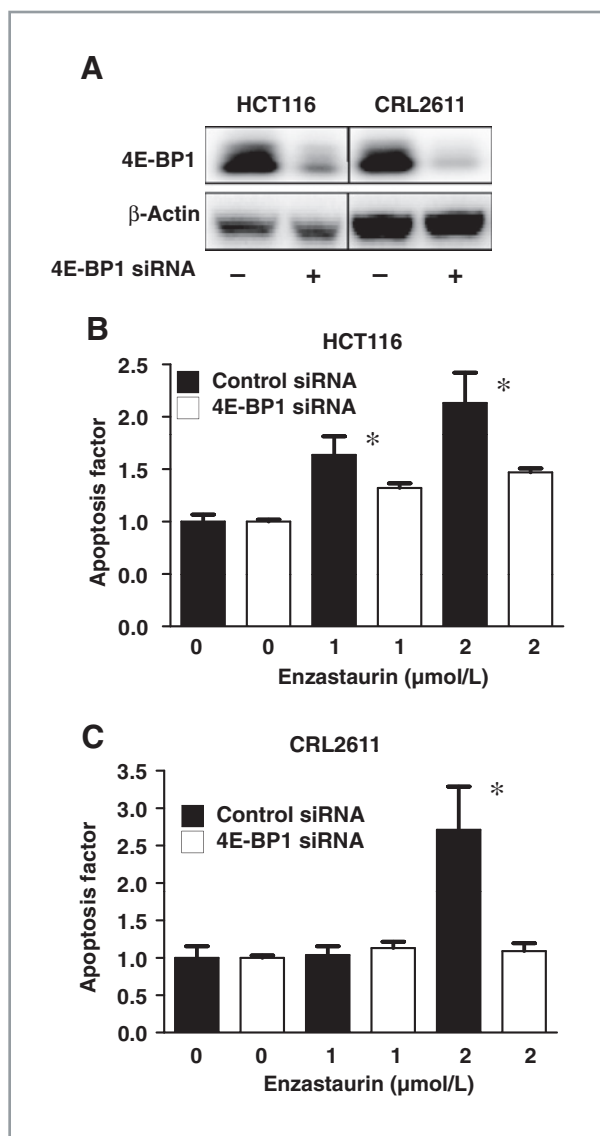 A
HCT116 CRL2611
4E-BP1
β-Actin
4E-BP1 siRNA − + − +
B
HCT116
Control siRNA
4E-BP1 siRNA
Apoptosis factor
2.5
2.0
1.5
1.0
0.0
0.0
*
*
0 0 1 1 2 2
Enzastaurin (µmol/L)
C
CRL2611
Control siRNA
4E-BP1 siRNA
Apoptosis factor
3.5
3.0
2.5
2.0
1.5
1.0
0.5
0.0
*
0 0 1 1 2 2
Enzastaurin (µmol/L)